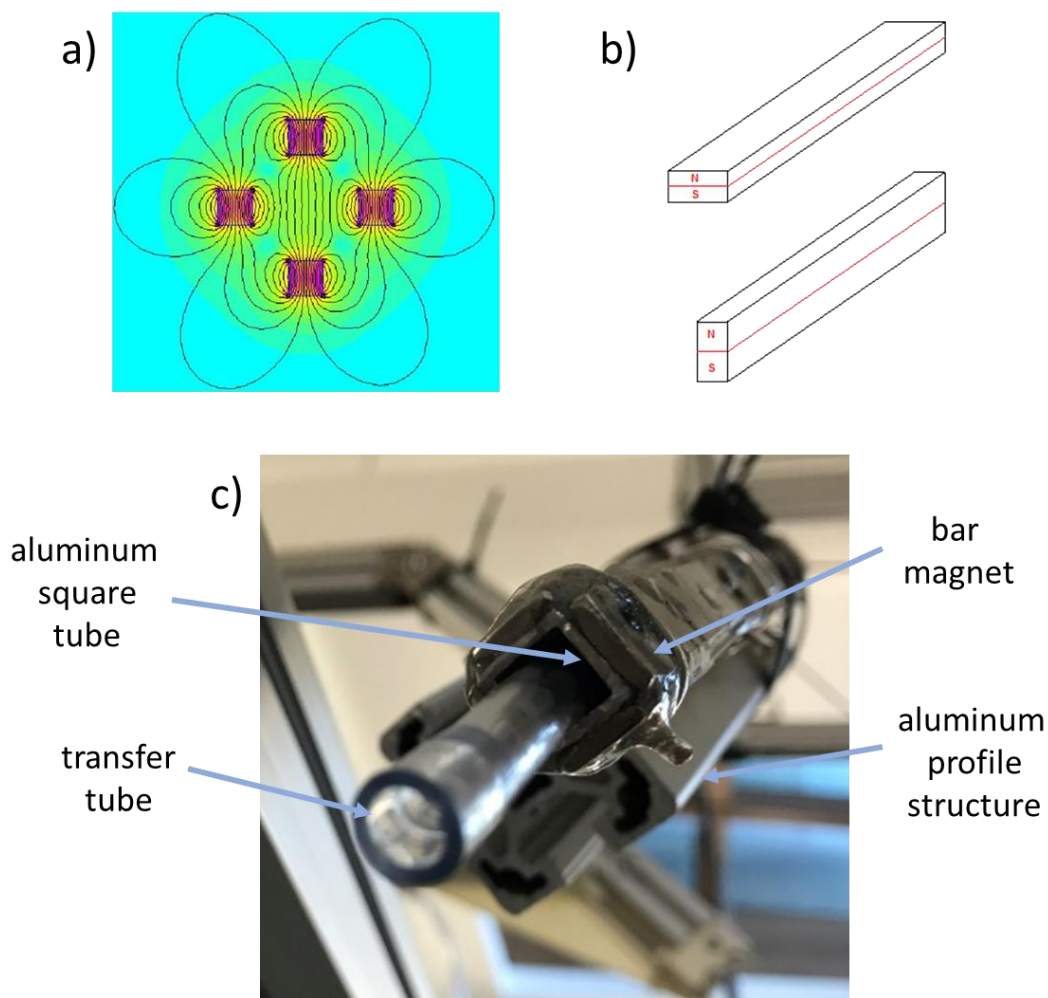 a)
b)
N
S
N
S
c)
aluminum
square
tube
bar
magnet
transfer
tube
aluminum
profile
structure